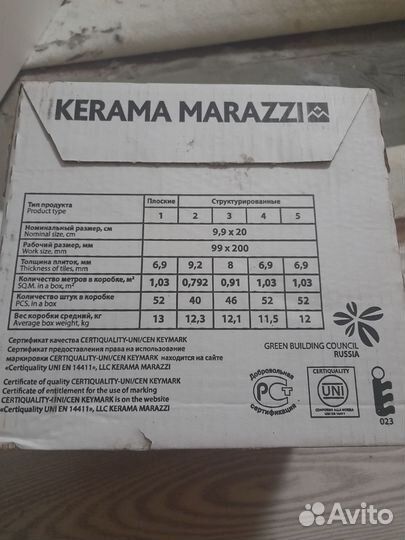 KERAMA MARAZZI
Тип продукта Плоские Структурированные
Product type 1 2 3 4 5
Номинальный размер, см 9,9 x 20
Nominal size, cm
Рабочий размер, мм 99 x 200
Work size, mm
Толщина плиток, мм 6,9 9,2 8 6,9 6,9
Thickness of tiles, mm
Количество метров в коробке, м² 1,03 0,792 0,91 1,03 1,03
SQ.M. in a box, m²
Количество штук в коробке 52 40 46 52 52
PCS. in a box
Вес коробки средний, кг 13 12,3 12,1 11,5 12
Average box weight, kg
Сертификат качества CERTIQUALITY-UNI/CEN KEYMARK
Сертификат предоставления права на использование
маркировки CERTIQUALITY-UNI/CEN KEYMARK находится на сайте
«Certiquality UNI EN 14411», LLC KERAMA MARAZZI
Certificate of quality CERTIQUALITY-UNI/CEN KEYMARK
Certificate of entitlement for the use of marking
CERTIQUALITY-UNI/CEN KEYMARK is on the website
«Certiquality UNI EN 14411», LLC KERAMA MARAZZI
GREEN BUILDING COUNCIL
RUSSIA
Добровольная
РСТ
Сертификация
CERTIQUALITY
UNI
023
Avito